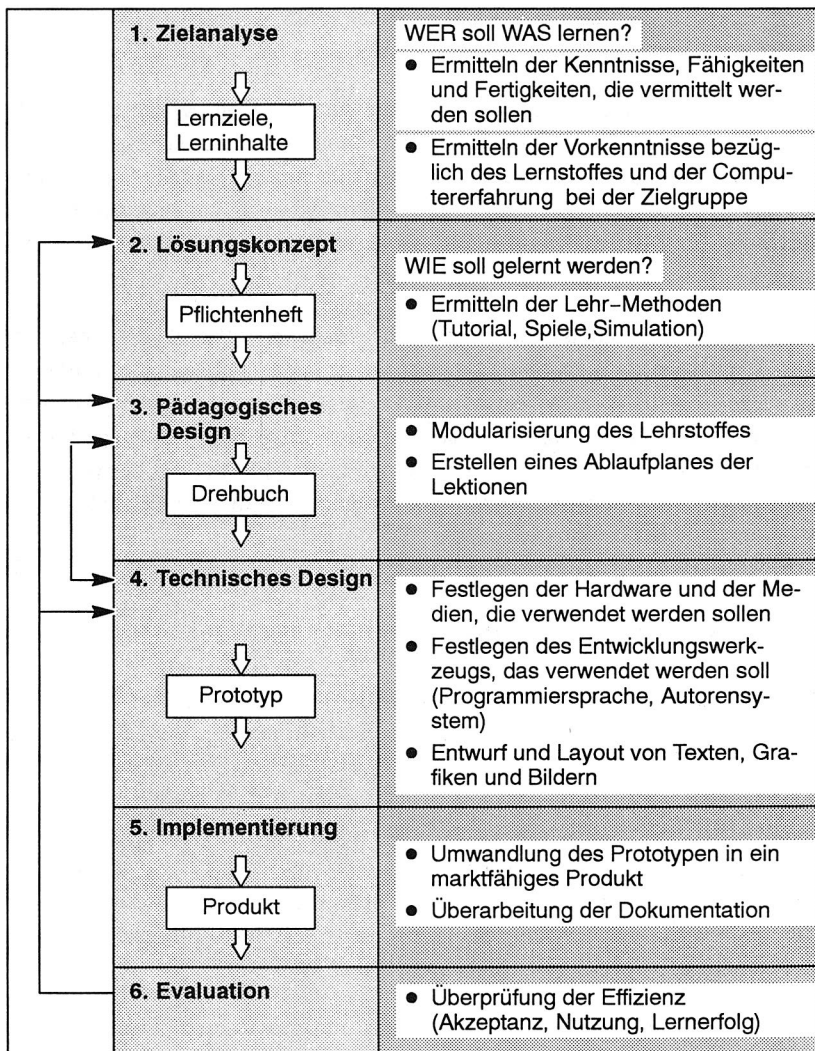 1. Zielanalyse
Lernziele,
Lerninhalte
WER soll WAS lernen?
● Ermitteln der Kenntnisse, Fähigkeiten
und Fertigkeiten, die vermittelt wer-
den sollen
● Ermitteln der Vorkenntnisse bezüg-
lich des Lernstoffes und der Compu-
tererfahrung bei der Zielgruppe
2. Lösungskonzept
Pflichtenheft
WIE soll gelernt werden?
● Ermitteln der Lehr–Methoden
(Tutorial, Spiele,Simulation)
3. Pädagogisches
Design
Drehbuch
● Modularisierung des Lehrstoffes
● Erstellen eines Ablaufplanes der
Lektionen
4. Technisches Design
Prototyp
● Festlegen der Hardware und der Me-
dien, die verwendet werden sollen
● Festlegen des Entwicklungswerk-
zeugs, das verwendet werden soll
(Programmiersprache, Autorensy-
stem)
● Entwurf und Layout von Texten, Gra-
fiken und Bildern
5. Implementierung
Produkt
● Umwandlung des Prototypen in ein
marktfähiges Produkt
● Überarbeitung der Dokumentation
6. Evaluation
● Überprüfung der Effizienz
(Akzeptanz, Nutzung, Lernerfolg)